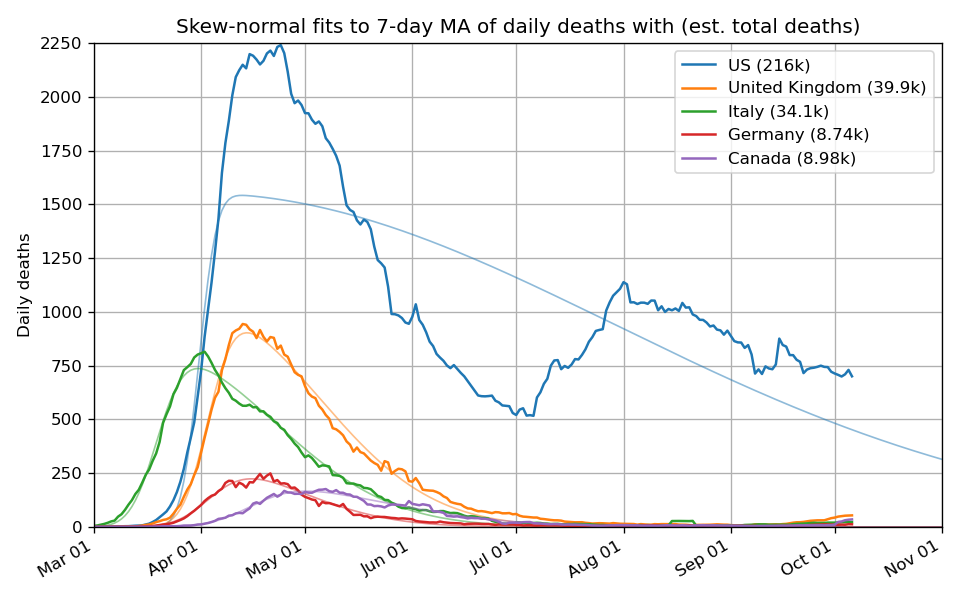 Skew-normal fits to 7-day MA of daily deaths with (est. total deaths)
2250
2000
1750
1500
1250
1000
750
500
250
0
Daily deaths
US (216k)
United Kingdom (39.9k)
Italy (34.1k)
Germany (8.74k)
Canada (8.98k)
Mar 01
Apr 01
May 01
Jun 01
Jul 01
Aug 01
Sep 01
Oct 01
Nov 01